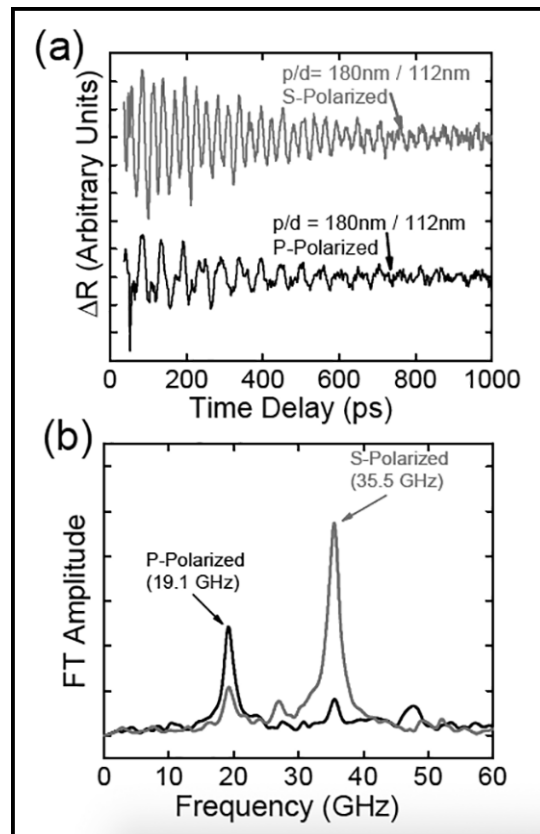 (a)
p/d= 180nm / 112nm
S-Polarized
p/d = 180nm / 112nm
P-Polarized
ΔR (Arbitrary Units)
0 200 400 600 800 1000
Time Delay (ps)
(b)
S-Polarized
(35.5 GHz)
P-Polarized
(19.1 GHz)
FT Amplitude
0 10 20 30 40 50 60
Frequency (GHz)